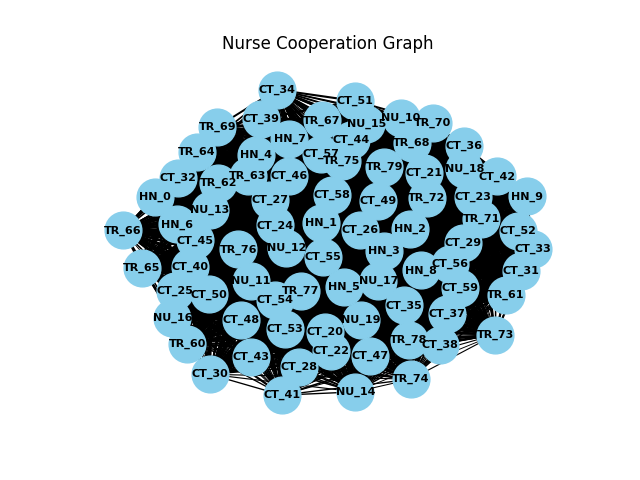 Nurse Cooperation Graph
CT_34
CT_51
CT_39
TR_67
NU_15
NU_10
TR_70
TR_69
HN_7
CT_44
TR_68
CT_36
TR_64
HN_4
CT_57
TR_75
TR_79
CT_21
NU_18
CT_42
CT_32
TR_62
TR_63
CT_46
HN_0
CT_27
CT_58
CT_49
TR_72
CT_23
HN_9
NU_13
TR_66
HN_6
CT_24
HN_1
CT_26
HN_2
TR_71
CT_52
CT_45
TR_76
NU_12
CT_55
HN_3
CT_29
CT_33
TR_65
CT_40
NU_11
HN_8
CT_56
CT_31
CT_25
CT_50
CT_54
TR_77
HN_5
NU_17
CT_59
TR_61
NU_16
CT_48
CT_53
CT_20
NU_19
CT_35
CT_37
TR_73
TR_60
CT_43
CT_22
CT_47
TR_78
CT_38
CT_30
CT_28
TR_74
CT_41
NU_14